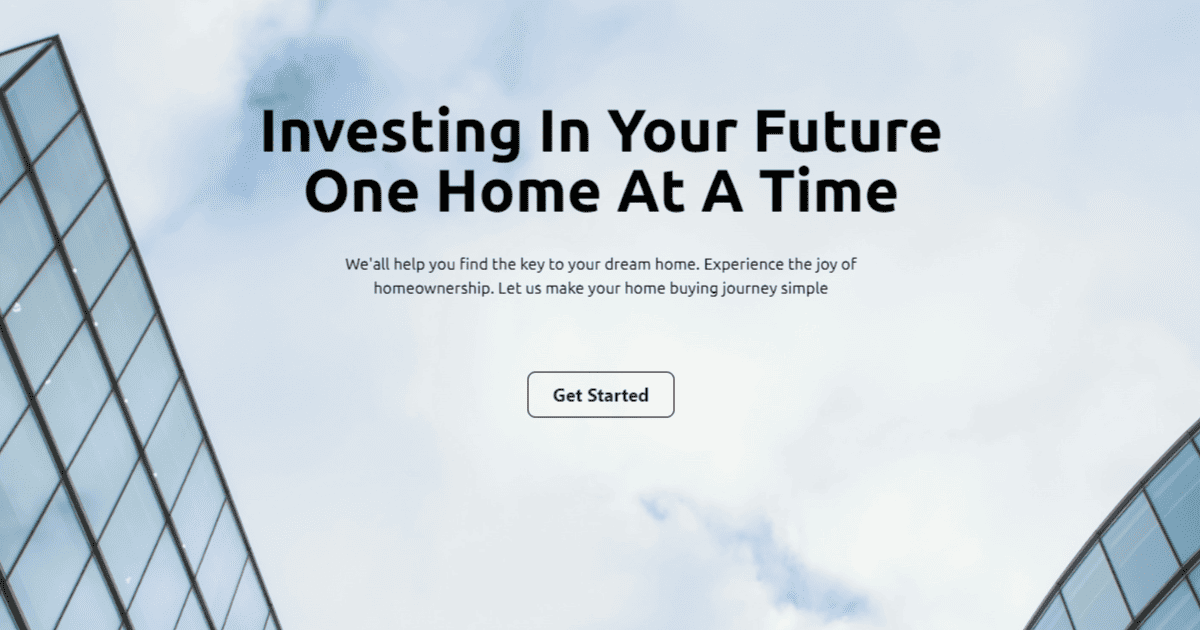 Investing In Your Future
One Home At A Time
We'all help you find the key to your dream home. Experience the joy of
homeownership. Let us make your home buying journey simple
Get Started